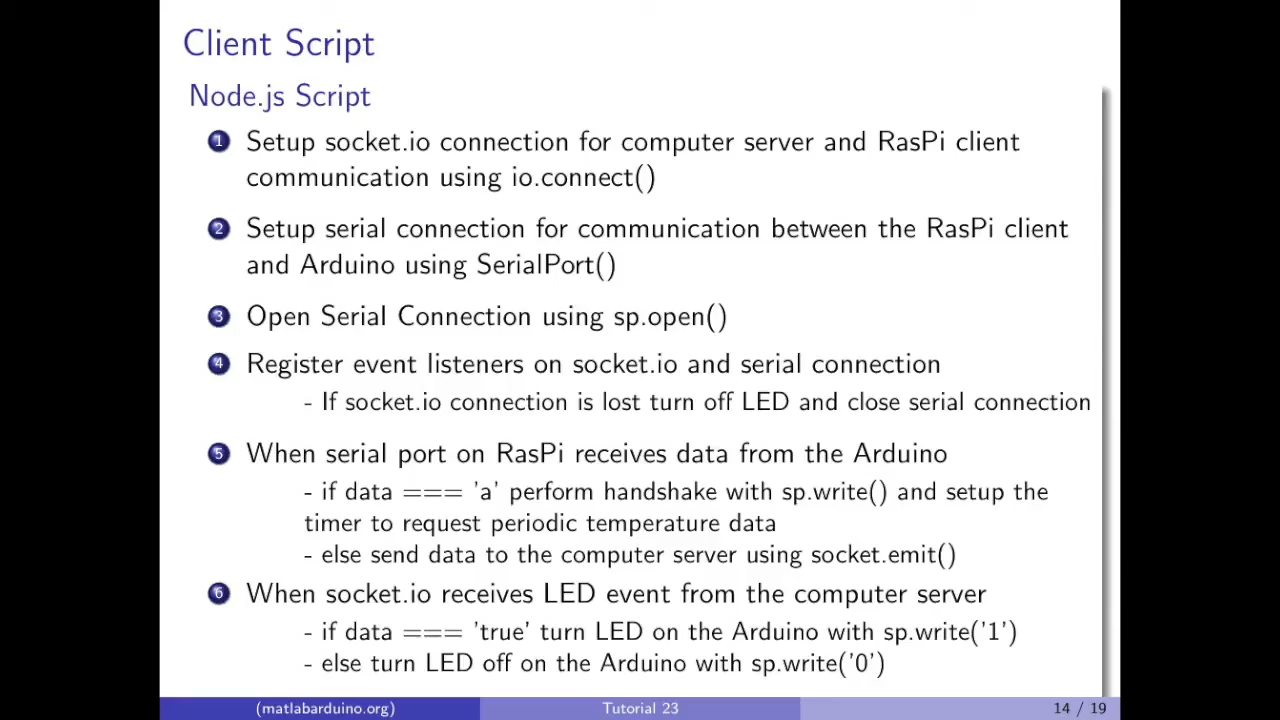 Client Script
Node.js Script
1 Setup socket.io connection for computer server and RasPi client
communication using io.connect()
2 Setup serial connection for communication between the RasPi client
and Arduino using SerialPort()
3 Open Serial Connection using sp.open()
4 Register event listeners on socket.io and serial connection
- If socket.io connection is lost turn off LED and close serial connection
5 When serial port on RasPi receives data from the Arduino
- if data === 'a' perform handshake with sp.write() and setup the
timer to request periodic temperature data
- else send data to the computer server using socket.emit()
6 When socket.io receives LED event from the computer server
- if data === 'true' turn LED on the Arduino with sp.write('1')
- else turn LED off on the Arduino with sp.write('0')
(matlabarduino.org) Tutorial 23 14 / 19